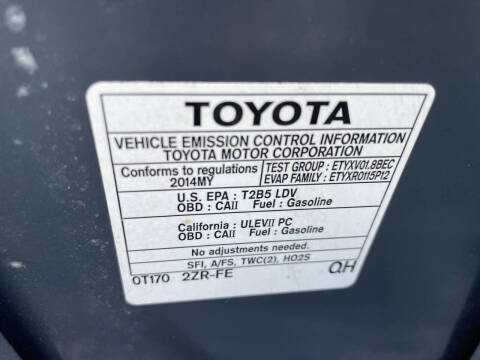 TOYOTA
VEHICLE EMISSION CONTROL INFORMATION
TOYOTA MOTOR CORPORATION
Conforms to regulations
2014MY
TEST GROUP : ETYXV01.8BEC
EVAP FAMILY : ETYXR0115P12
U.S. EPA : T2B5 LDV
OBD : CAII Fuel : Gasoline
California : ULEVII PC
OBD : CAII Fuel : Gasoline
No adjustments needed.
SFI, A/FS, TWC(2), HO2S
0T170 2ZR-FE QH